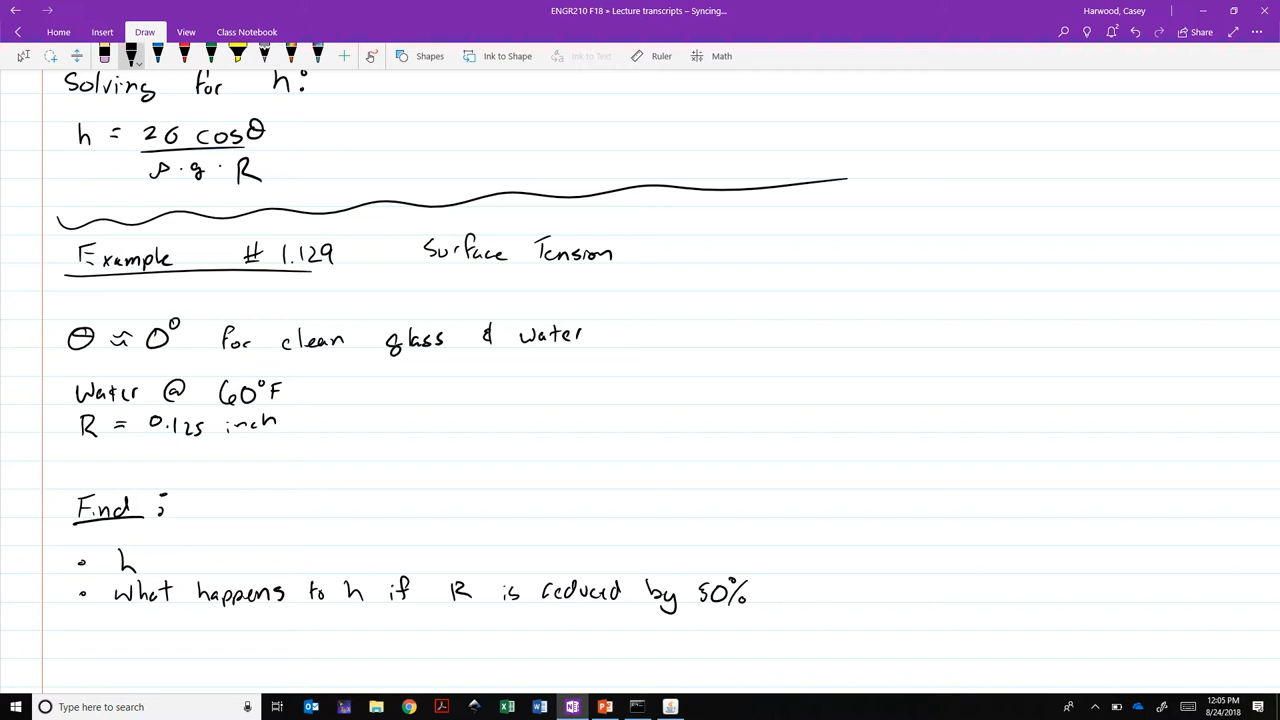 ENGR210 F18 » Lecture transcripts – Syncing...
Harwood, Casey
Home Insert Draw View Class Notebook
Share
Shapes Ink to Shape Ink to Text Ruler Math
Solving for h:
h = 2σ cosθ
ρ · g · R
Example # 1.129 Surface Tension
θ ≈ 0° for clean glass & water
Water @ 60°F
R = 0.125 inch
Find :
• h
• What happens to h if R is reduced by 50%
Type here to search
12:05 PM
8/24/2018